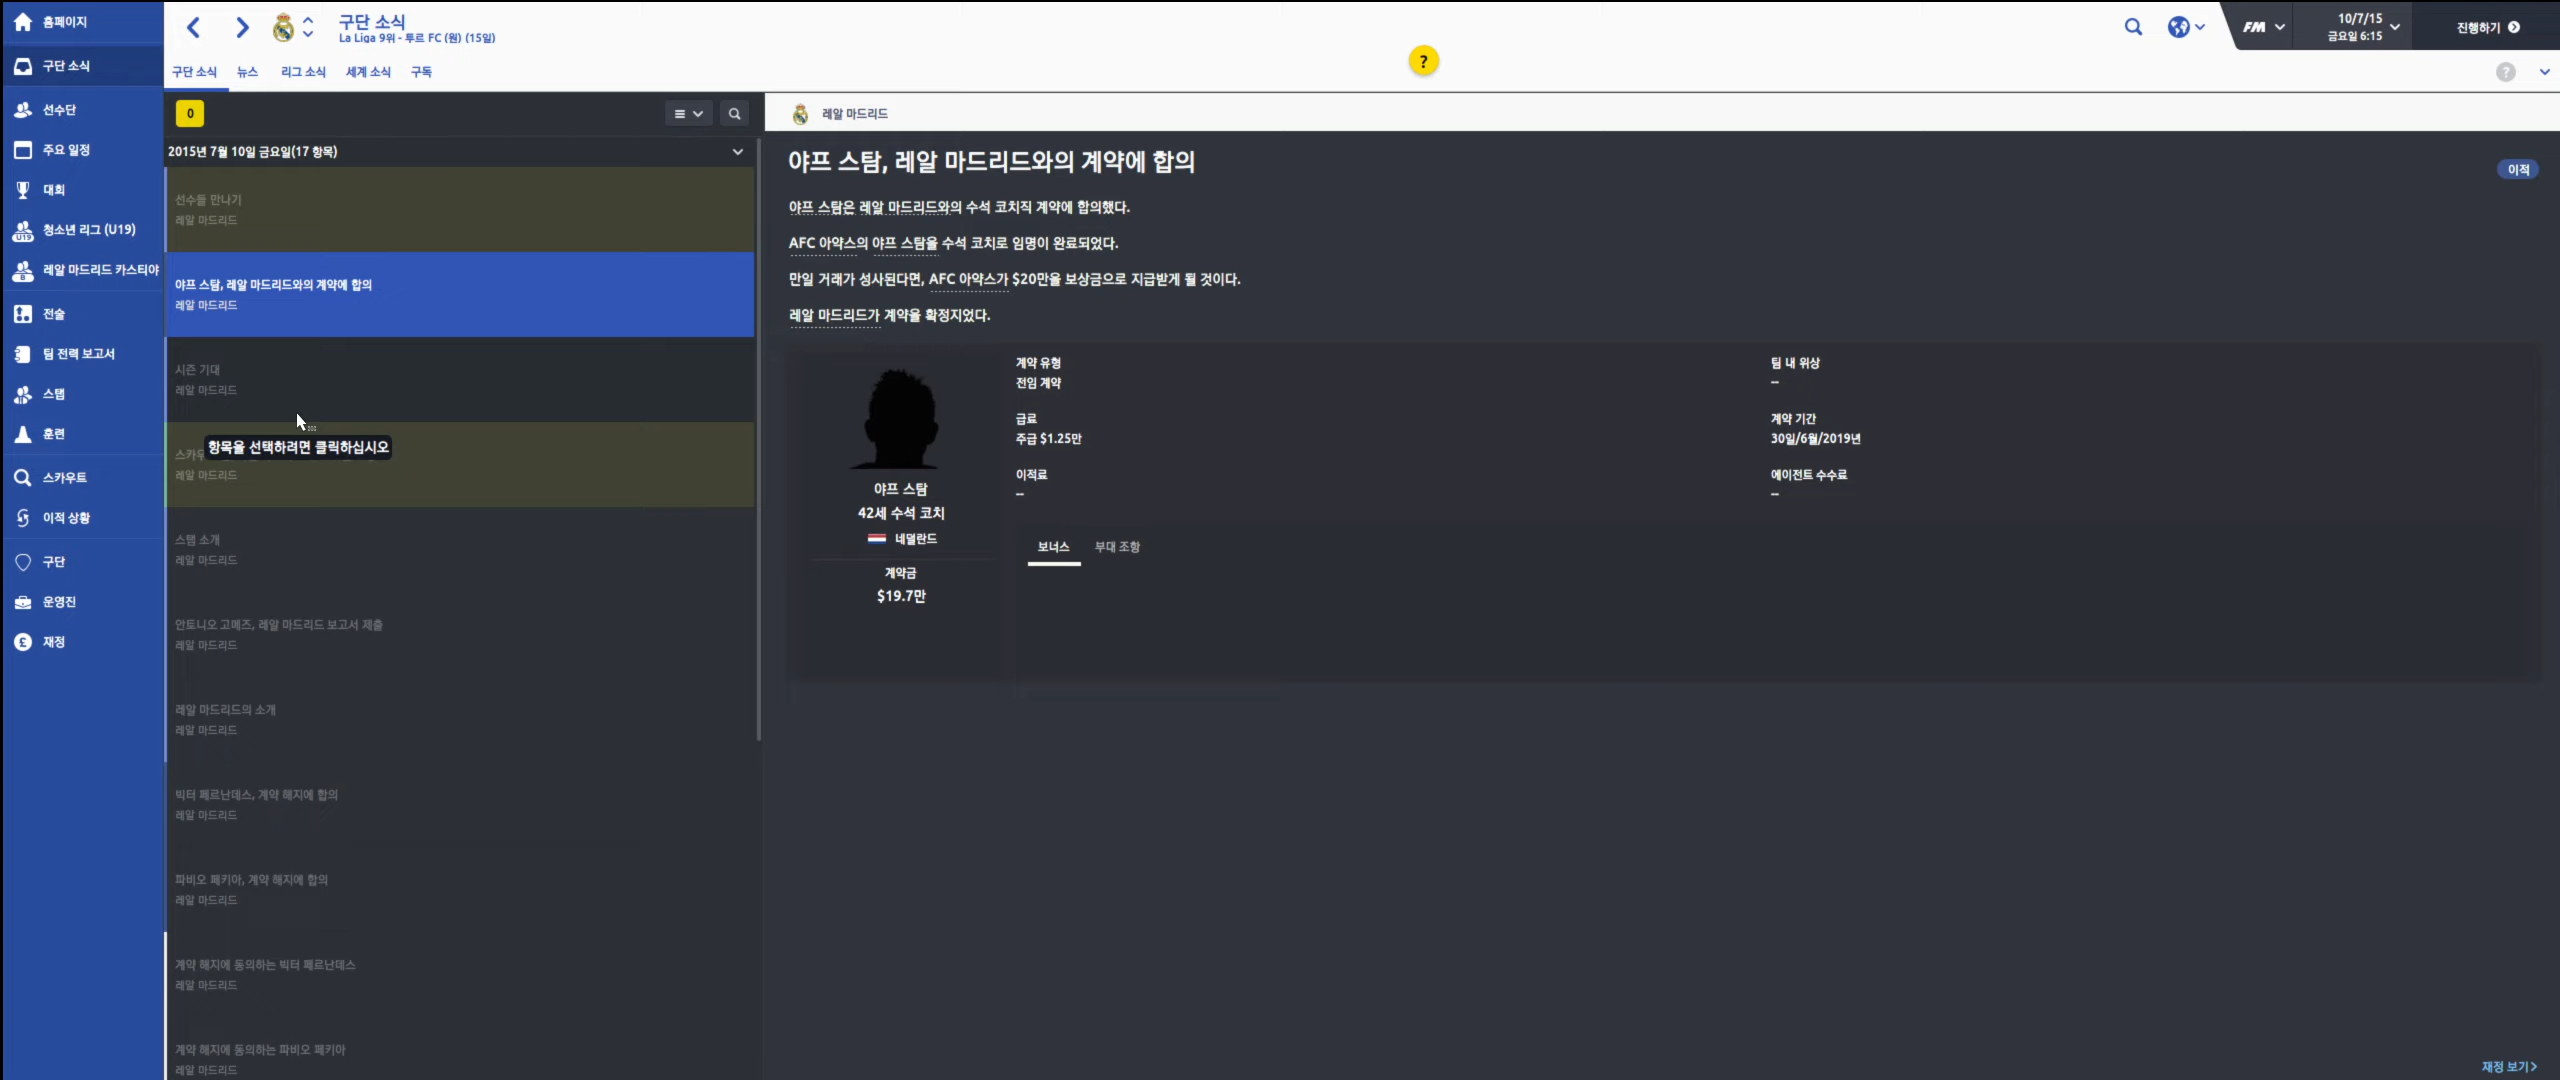 홈페이지
구단 소식
선수단
주요 일정
대회
U19
청소년 리그 (U19)
B
레알 마드리드 카스티야
전술
팀 전력 보고서
스탭
훈련
스카우트
이적 상황
구단
운영진
재정
구단 소식
La Liga 9위 - 투르 FC (원) (15일)
FM
10/7/15
금요일 6:15
진행하기
구단 소식
뉴스
리그 소식
세계 소식
구독
?
?
0
2015년 7월 10일 금요일(17 항목)
선수들 만나기
레알 마드리드
야프 스탐, 레알 마드리드와의 계약에 합의
레알 마드리드
시즌 기대
레알 마드리드
항목을 선택하려면 클릭하십시오
스카우
레알 마드리드
스탭 소개
레알 마드리드
안토니오 고메즈, 레알 마드리드 보고서 제출
레알 마드리드
레알 마드리드의 소개
레알 마드리드
빅터 페르난데스, 계약 해지에 합의
레알 마드리드
파비오 페키아, 계약 해지에 합의
레알 마드리드
계약 해지에 동의하는 빅터 페르난데스
레알 마드리드
계약 해지에 동의하는 파비오 페키아
레알 마드리드
레알 마드리드
야프 스탐, 레알 마드리드와의 계약에 합의
이적
야프 스탐은 레알 마드리드와의 수석 코치직 계약에 합의했다.
AFC 아약스의 야프 스탐을 수석 코치로 임명이 완료되었다.
만일 거래가 성사된다면, AFC 아약스가 $20만을 보상금으로 지급받게 될 것이다.
레알 마드리드가 계약을 확정지었다.
야프 스탐
42세 수석 코치
네덜란드
계약금
$19.7만
계약 유형
전임 계약
팀 내 위상
--
급료
주급 $1.25만
계약 기간
30일/6월/2019년
이적료
--
에이전트 수수료
--
보너스
부대 조항
재정 보기>